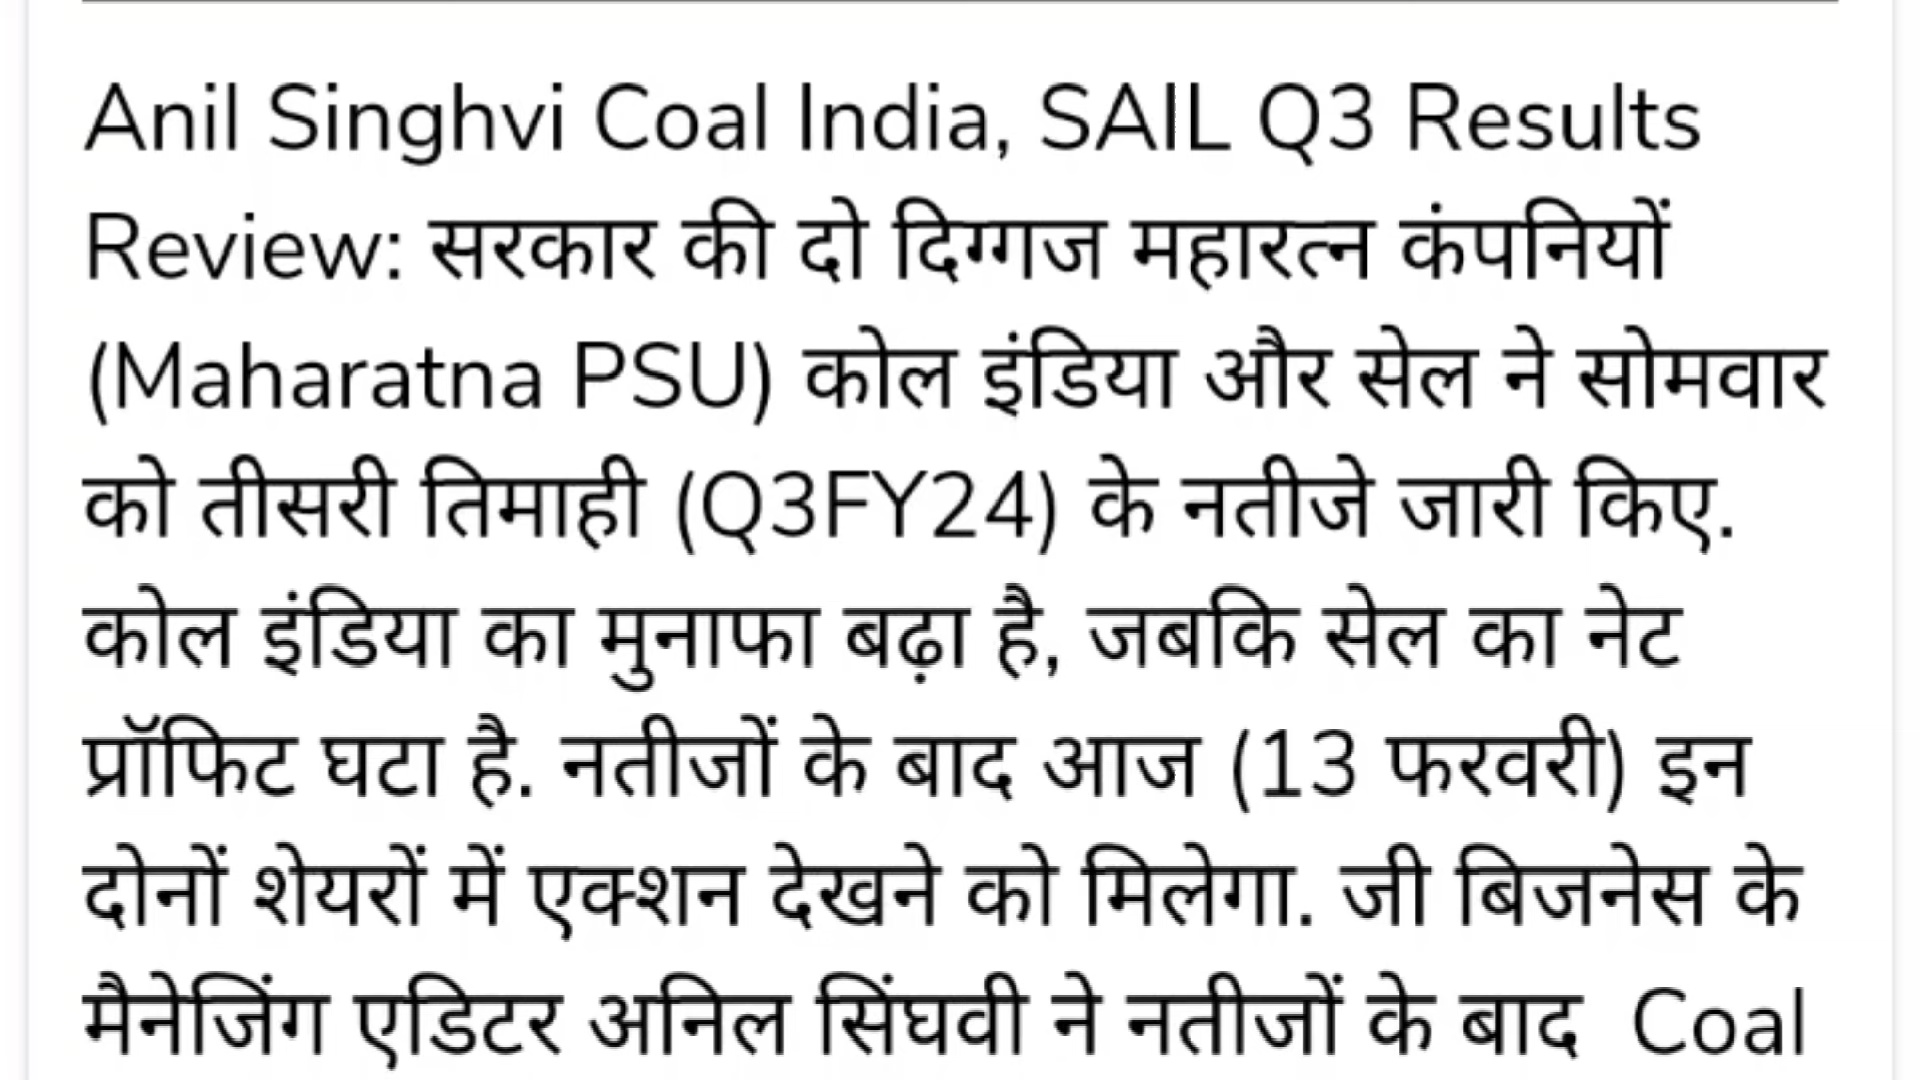 Anil Singhvi Coal India, SAIL Q3 Results
Review: सरकार की दो दिग्गज महारत्न कंपनियों
(Maharatna PSU) कोल इंडिया और सेल ने सोमवार
को तीसरी तिमाही (Q3FY24) के नतीजे जारी किए.
कोल इंडिया का मुनाफा बढ़ा है, जबकि सेल का नेट
प्रॉफिट घटा है. नतीजों के बाद आज (13 फरवरी) इन
दोनों शेयरों में एक्शन देखने को मिलेगा. जी बिजनेस के
मैनेजिंग एडिटर अनिल सिंघवी ने नतीजों के बाद  Coal